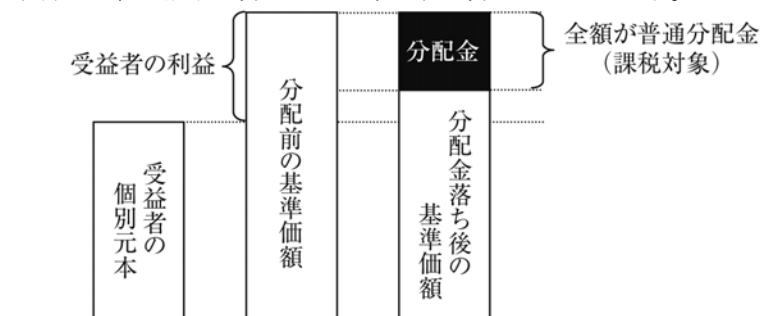 受益者の利益
分配金
全額が普通分配金
（課税対象）
受益者の
個別元本
分配前の基準価額
分配金落ち後の
基準価額